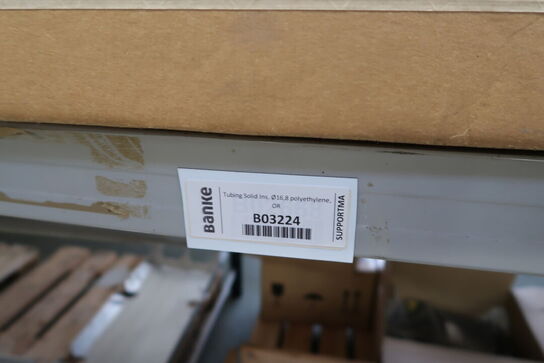 Banke
Tubing Solid Ins, Ø16,8 polyethylene,
OR
B03224
SUPPORTMA